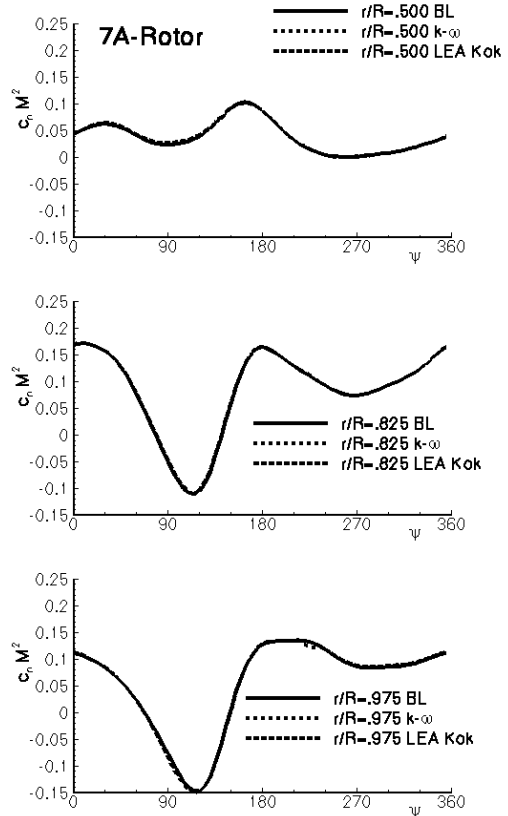 7A-Rotor
r/R=.500 BL
r/R=.500 k-ω
r/R=.500 LEA Kok
cₙ M²
0.25
0.2
0.15
0.1
0.05
0
-0.05
-0.1
-0.15
0
90
180
270
360
Ψ
cₙ M²
0.25
0.2
0.15
0.1
0.05
0
-0.05
-0.1
-0.15
r/R=.825 BL
r/R=.825 k-ω
r/R=.825 LEA Kok
0
90
180
270
360
Ψ
cₙ M²
0.25
0.2
0.15
0.1
0.05
0
-0.05
-0.1
-0.15
r/R=.975 BL
r/R=.975 k-ω
r/R=.975 LEA Kok
0
90
180
270
360
Ψ